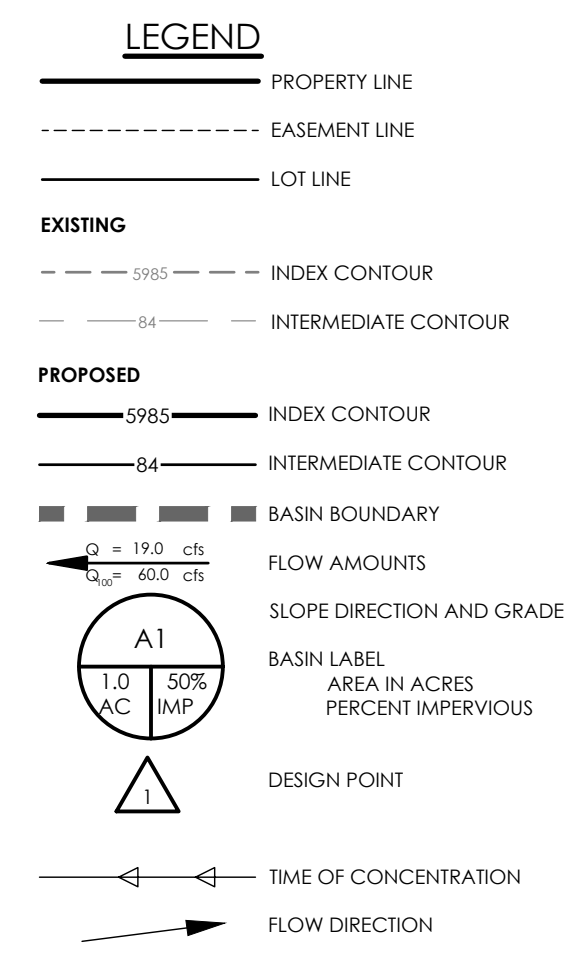 LEGEND
PROPERTY LINE
EASEMENT LINE
LOT LINE
EXISTING
5985 INDEX CONTOUR
84 INTERMEDIATE CONTOUR
PROPOSED
5985 INDEX CONTOUR
84 INTERMEDIATE CONTOUR
BASIN BOUNDARY
Q = 19.0 cfs
FLOW AMOUNTS
Q100= 60.0 cfs
SLOPE DIRECTION AND GRADE
A1
BASIN LABEL
1.0 AC
50% IMP
AREA IN ACRES
PERCENT IMPERVIOUS
1
DESIGN POINT
TIME OF CONCENTRATION
FLOW DIRECTION